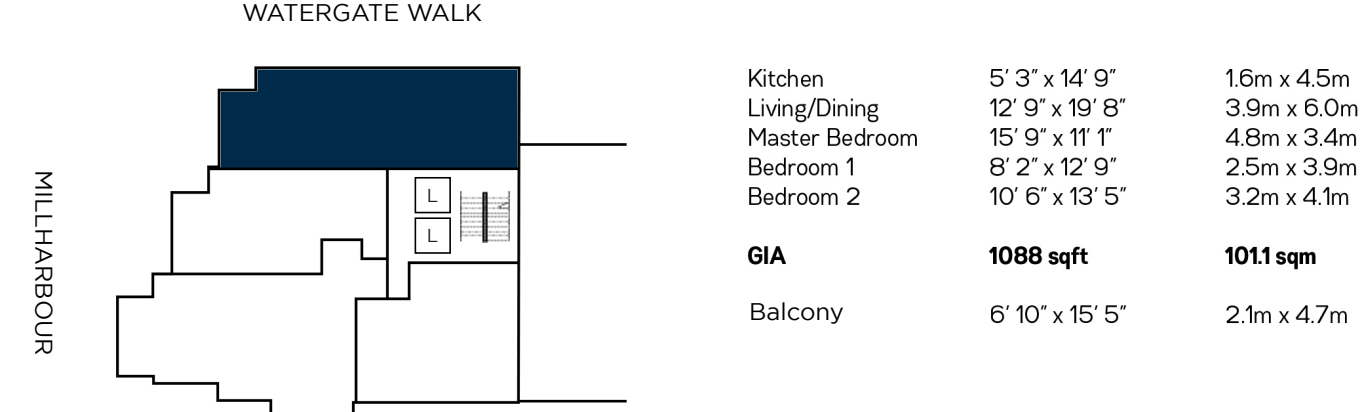 WATERGATE WALK
MILLHARBOUR
L
L
Kitchen 5’ 3” x 14’ 9” 1.6m x 4.5m
Living/Dining 12’ 9” x 19’ 8” 3.9m x 6.0m
Master Bedroom 15’ 9“ x 11’ 1” 4.8m x 3.4m
Bedroom 1 8’ 2” x 12’ 9” 2.5m x 3.9m
Bedroom 2 10’ 6” x 13’ 5” 3.2m x 4.1m
GIA 1088 sqft 101.1 sqm
Balcony 6’ 10” x 15’ 5” 2.1m x 4.7m